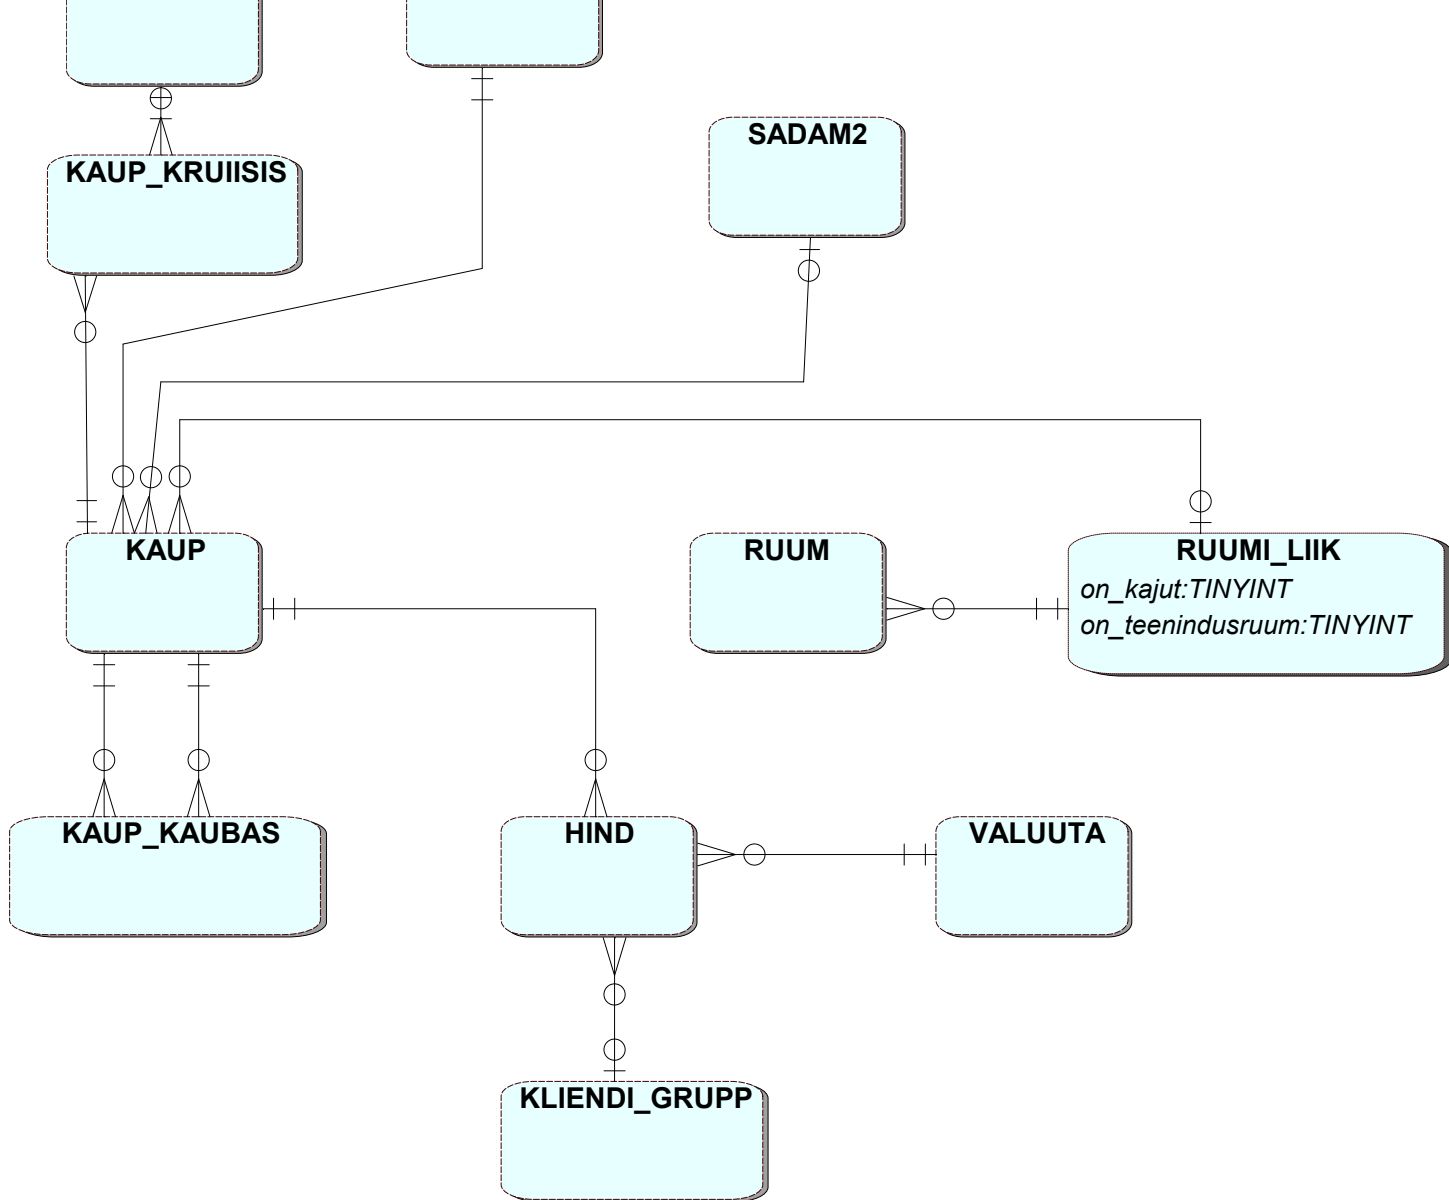 SADAM2
KAUP_KRUIISIS
KAUP
RUUM
RUUMI_LIIK
on_kajut:TINYINT
on_teenindusruum:TINYINT
KAUP_KAUBAS
HIND
VALUUTA
KLIENDI_GRUPP